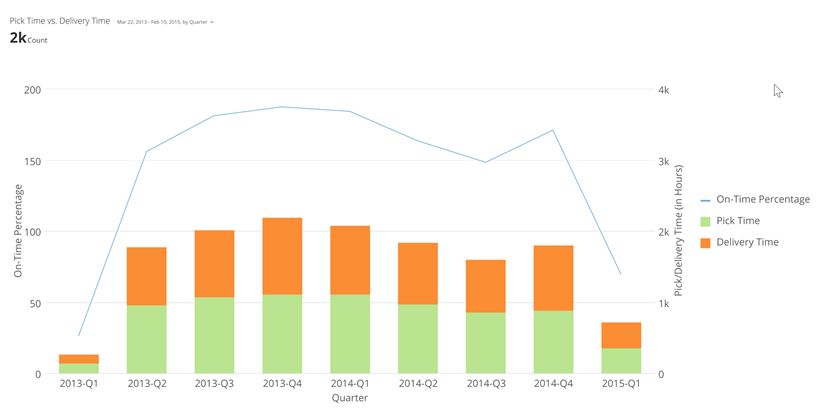 Pick Time vs. Delivery Time Mar 22, 2013 - Feb 10, 2015, by Quarter
2k Count
200
150
100
50
0
On-Time Percentage
4k
3k
2k
1k
0
Pick/Delivery Time (in Hours)
2013-Q1 2013-Q2 2013-Q3 2013-Q4 2014-Q1 2014-Q2 2014-Q3 2014-Q4 2015-Q1
Quarter
On-Time Percentage
Pick Time
Delivery Time